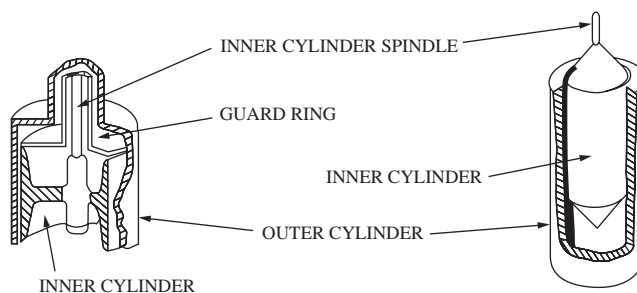 INNER CYLINDER SPINDLE
GUARD RING
INNER CYLINDER
OUTER CYLINDER
INNER CYLINDER